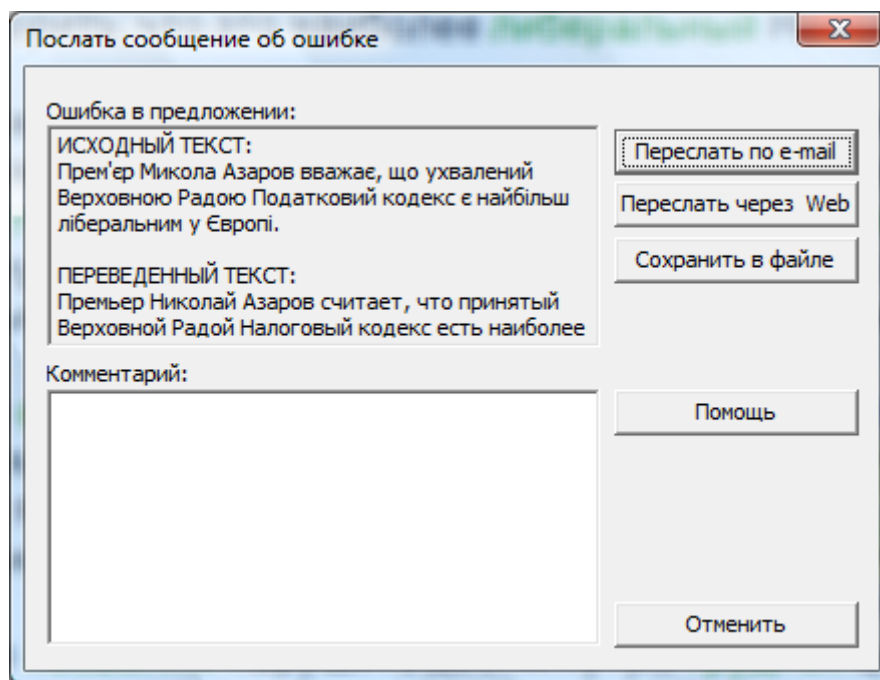 Послать сообщение об ошибке
Ошибка в предложении:
ИСХОДНЫЙ ТЕКСТ:
Прем'єр Микола Азаров вважає, що ухвалений
Верховною Радою Податковий кодекс є найбільш
ліберальним у Європі.
ПЕРЕВЕДЕННЫЙ ТЕКСТ:
Премьер Николай Азаров считает, что принятый
Верховной Радой Налоговый кодекс есть наиболее
Переслать по e-mail
Переслать через Web
Сохранить в файле
Комментарий:
Помощь
Отменить